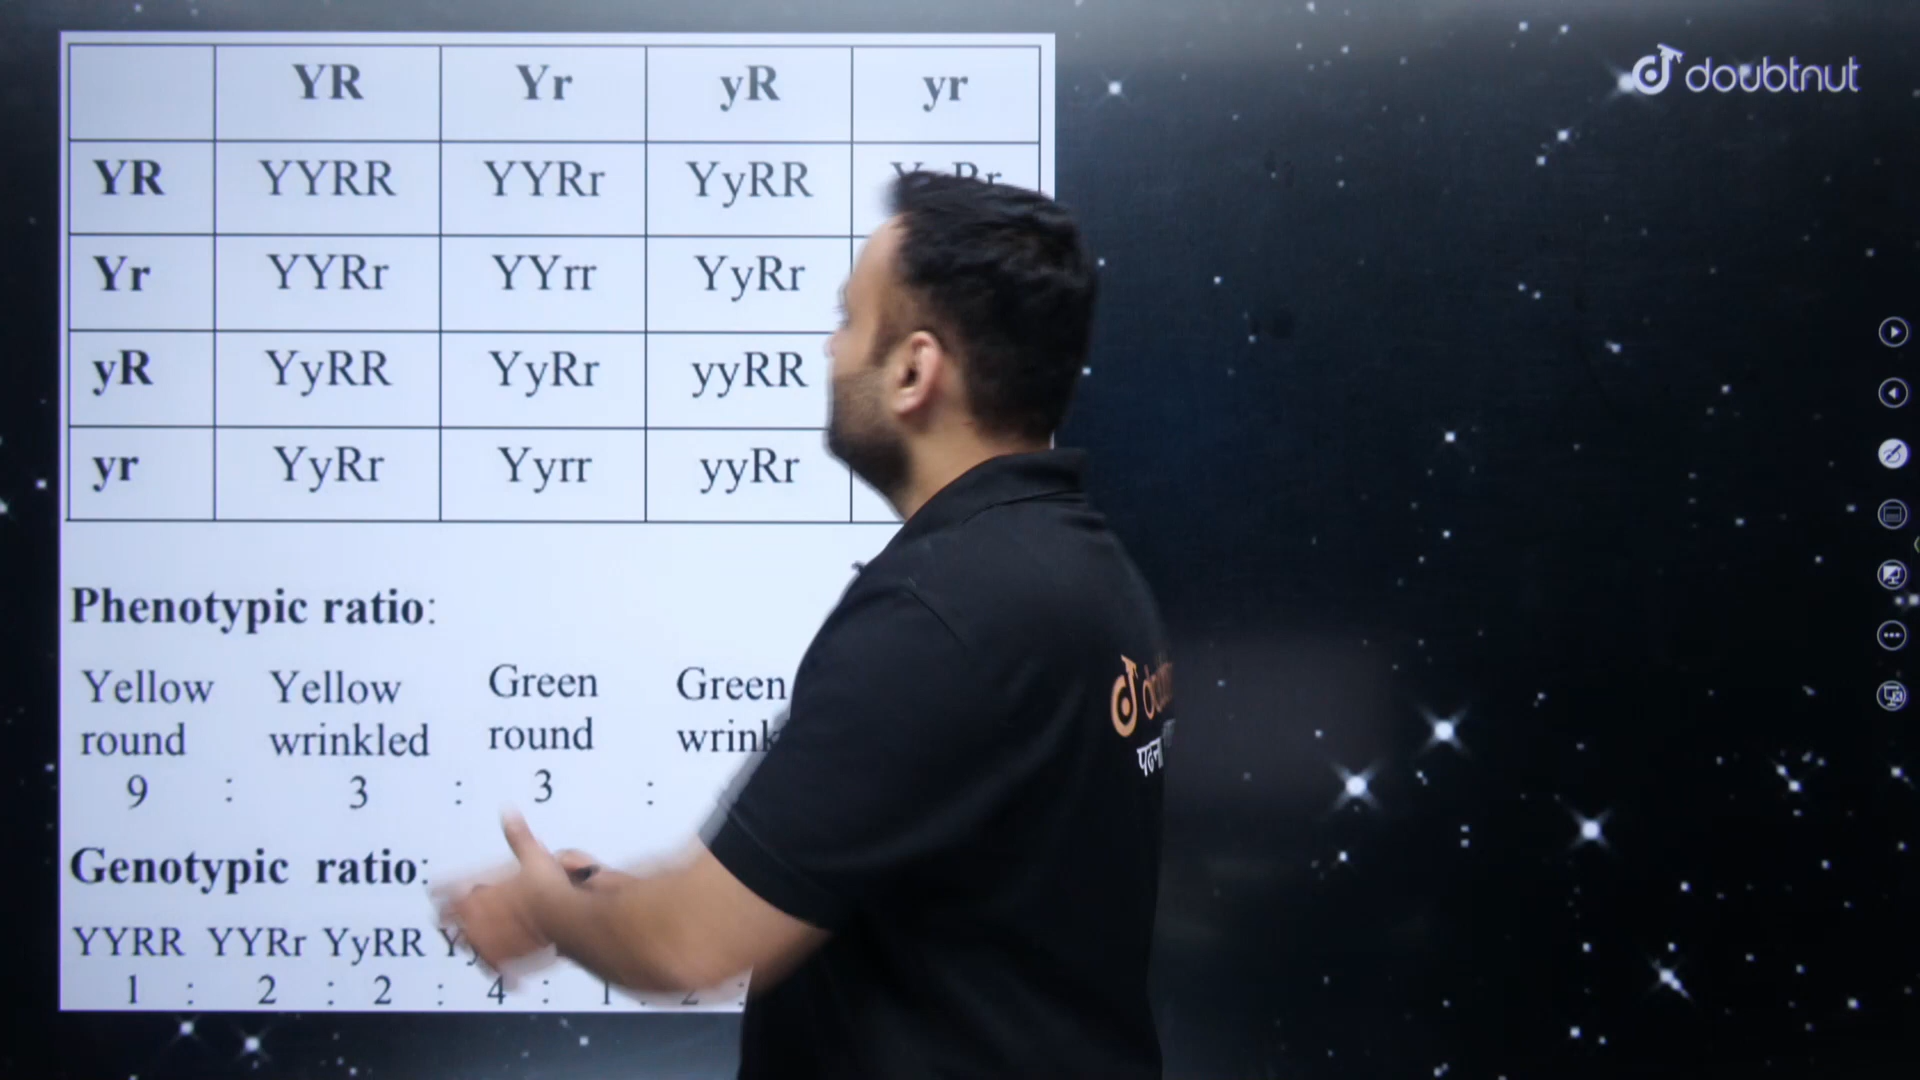 doubtnut
YR Yr yR yr
YR YYRR YYRr YyRR
Yr YYRr YYrr YyRr
yR YyRR YyRr yyRR
yr YyRr Yyrr yyRr
Phenotypic ratio:
Yellow round Yellow wrinkled Green round Green
9 : 3 : 3 :
Genotypic ratio:
YYRR YYRr YyRR
1 : 2 : 2 : 4 : 1 : 2 :